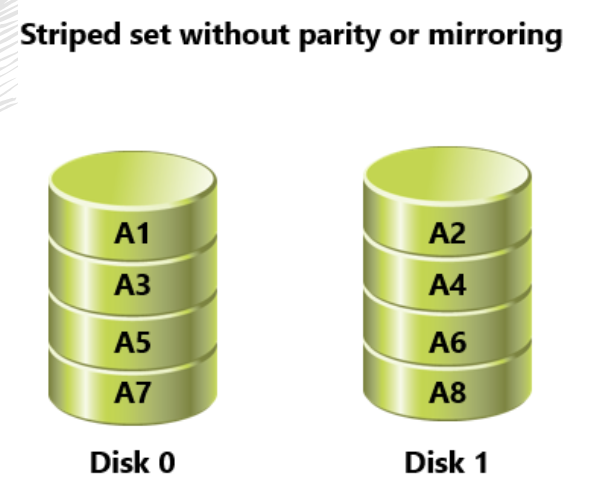 Striped set without parity or mirroring
A1
A3
A5
A7
Disk 0
A2
A4
A6
A8
Disk 1